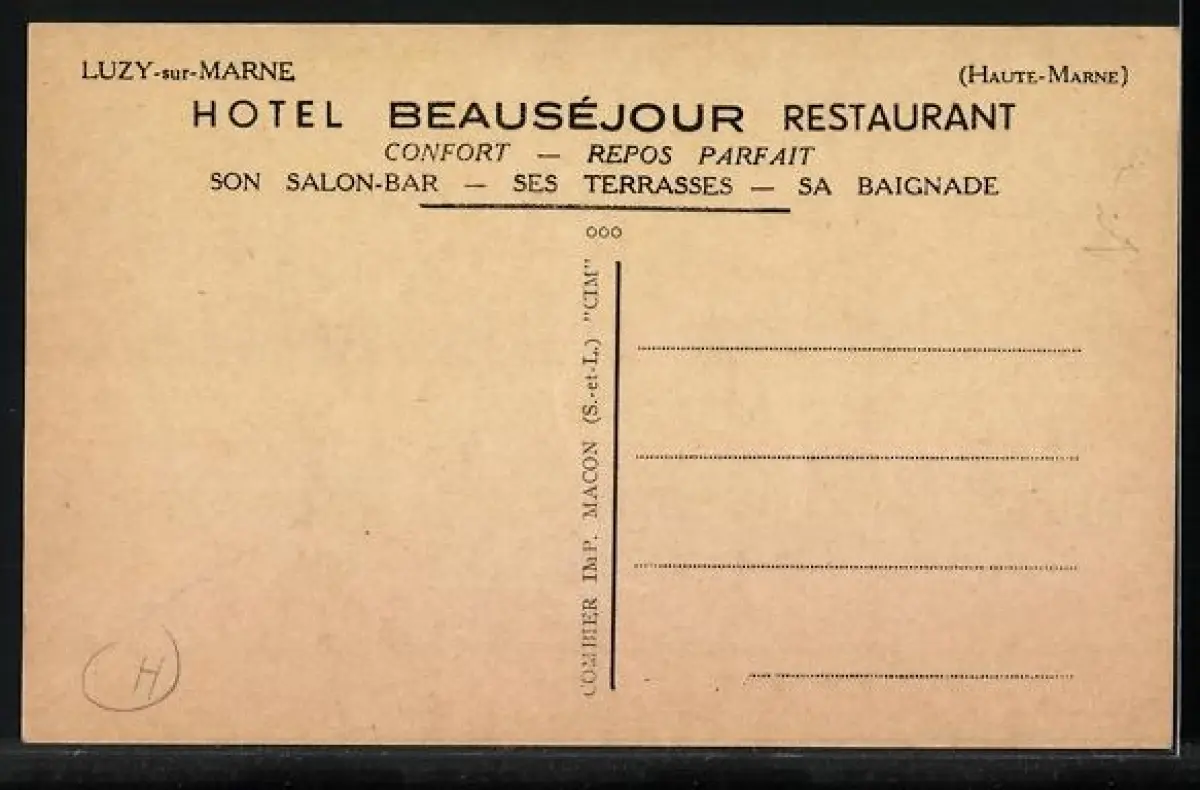 LUZY-sur-MARNE (HAUTE-MARNE)
HOTEL BEAUSÉJOUR RESTAURANT
CONFORT — REPOS PARFAIT
SON SALON-BAR — SES TERRASSES — SA BAIGNADE
ooo
COMBIER IMP. MACON (S.-et-L.) "CIM"
H